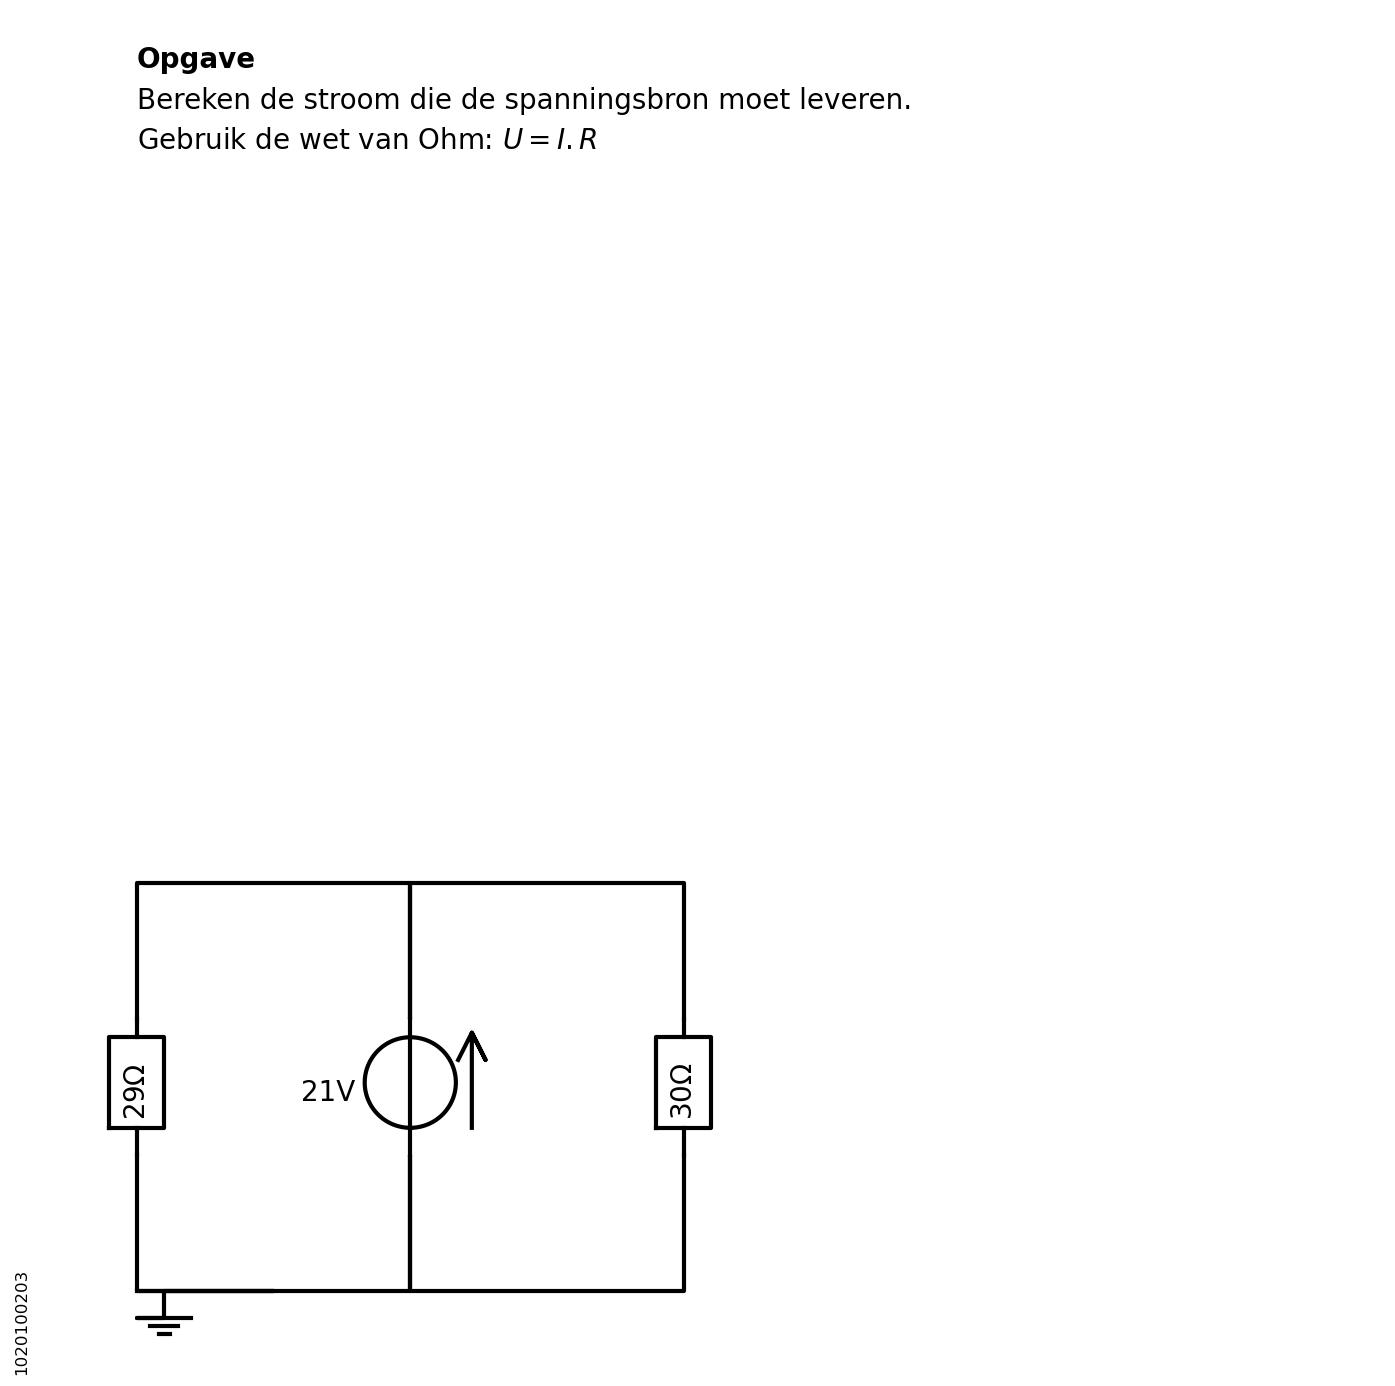 Opgave
Bereken de stroom die de spanningsbron moet leveren.
Gebruik de wet van Ohm: U = I.R
29Ω
21V
30Ω
1020100203